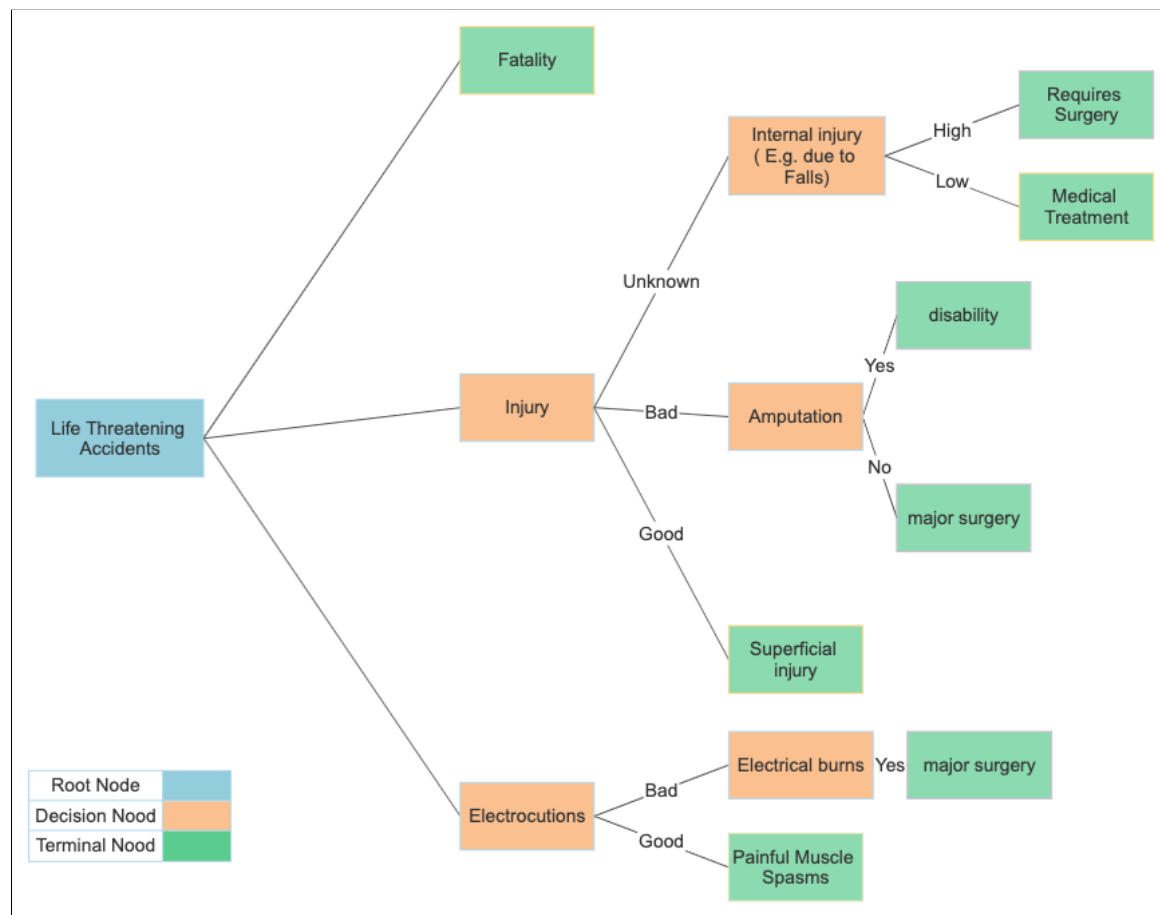 Fatality
Requires
Surgery
Internal injury
( E.g. due to
Falls)
High
Low
Medical
Treatment
Unknown
disability
Yes
Injury
Bad
Amputation
Life Threatening
Accidents
No
major surgery
Good
Superficial
injury
Electrical burns
Yes
major surgery
Bad
Electrocutions
Good
Painful Muscle
Spasms
Root Node
Decision Nood
Terminal Nood